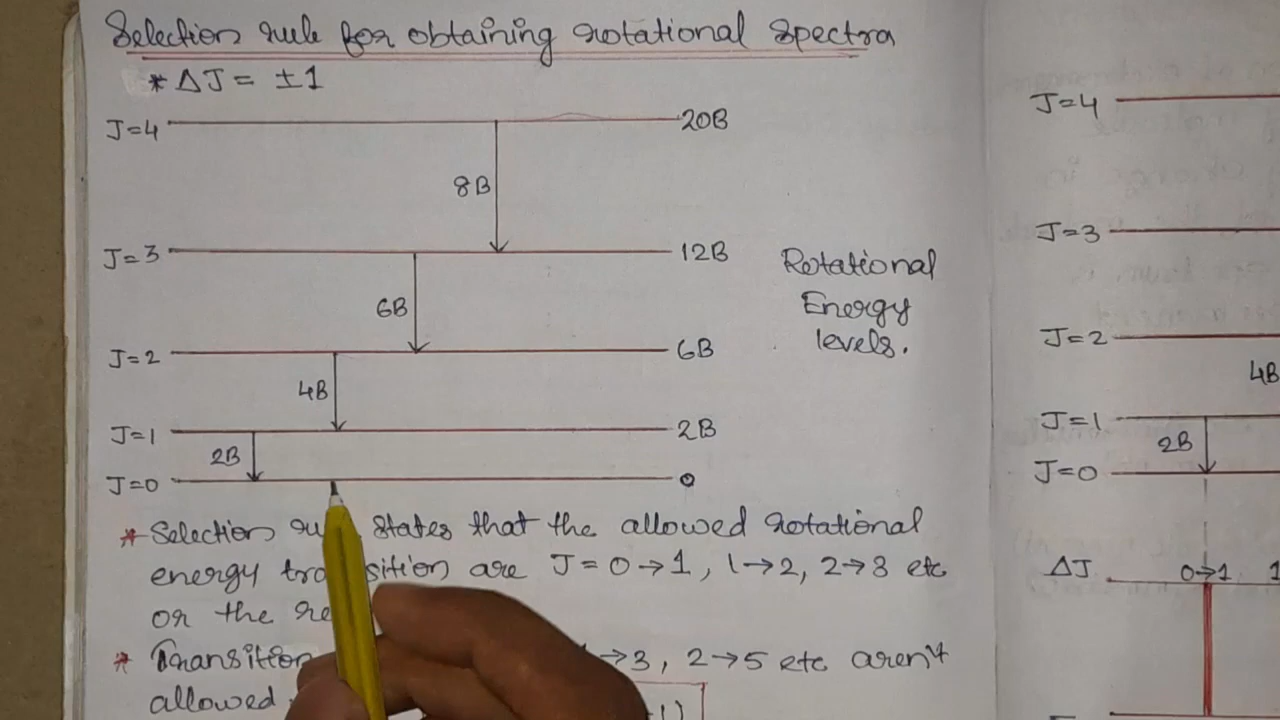 Selection rule for obtaining rotational spectra
* ΔJ = ±1
J=4 20B
8B
J=3 12B
6B
J=2 6B
4B
J=1 2B
2B
J=0 0
Rotational
Energy
levels.
* Selection states that the allowed rotational
energy are J = 0→1, 1→2, 2→3 etc
or the
* Transition →3, 2→5 etc aren't
allowed
J=4
J=3
J=2
4B
J=1
2B
J=0
ΔJ 0→1 1